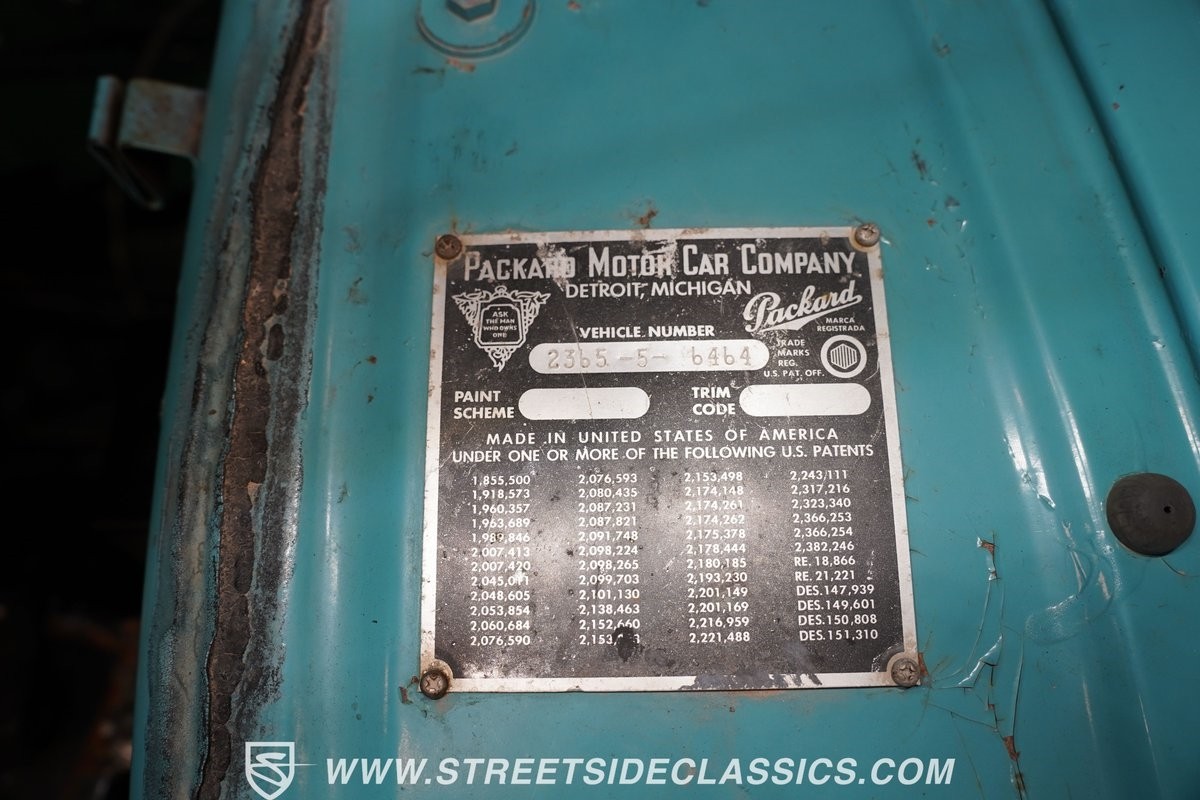 PACKARD MOTOR CAR COMPANY
DETROIT, MICHIGAN
ASK
THE MAN
WHO OWNS
ONE
Packard
MARCA
REGISTRADA
VEHICLE NUMBER
2365-5-6464
TRADE
MARKS
REG.
U.S. PAT. OFF.
PAINT
SCHEME
TRIM
CODE
MADE IN UNITED STATES OF AMERICA
UNDER ONE OR MORE OF THE FOLLOWING U.S. PATENTS
1,855,500 2,076,593 2,153,498 2,243,111
1,918,573 2,080,435 2,174,148 2,317,216
1,960,357 2,087,231 2,174,261 2,323,340
1,963,689 2,087,821 2,174,262 2,366,253
1,989,846 2,091,748 2,175,378 2,366,254
2,007,413 2,098,224 2,178,444 2,382,246
2,007,420 2,098,265 2,180,185 RE. 18,866
2,045,011 2,099,703 2,193,230 RE. 21,221
2,048,605 2,101,130 2,201,149 DES.147,939
2,053,854 2,138,463 2,201,169 DES.149,601
2,060,684 2,152,660 2,216,959 DES.150,808
2,076,590 2,221,488 DES.151,310
WWW.STREETSIDECLASSICS.COM